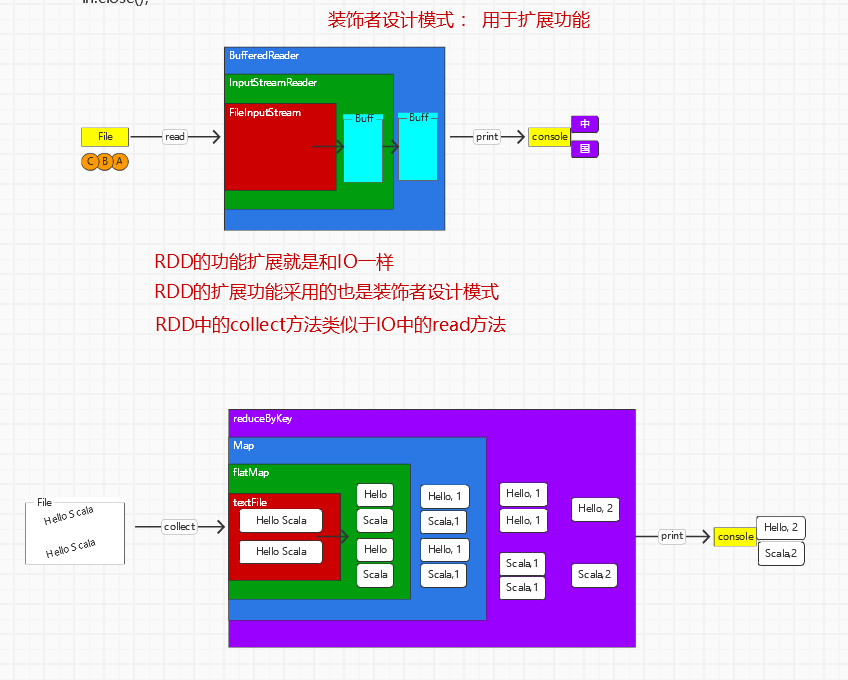 in.close();
装饰者设计模式： 用于扩展功能
BufferedReader
InputStreamReader
FileInputStream
Buff
Buff
File
read
print
console
中
国
C B A
RDD的功能扩展就是和IO一样
RDD的扩展功能采用的也是装饰者设计模式
RDD中的collect方法类似于IO中的read方法
reduceByKey
Map
flatMap
textFile
File
Hello Scala
Hello Scala
collect
Hello Scala
Hello Scala
Hello
Scala
Hello
Scala
Hello, 1
Scala,1
Hello, 1
Scala,1
Hello, 1
Hello, 1
Scala,1
Scala,1
Hello, 2
Scala,2
print
console
Hello, 2
Scala,2